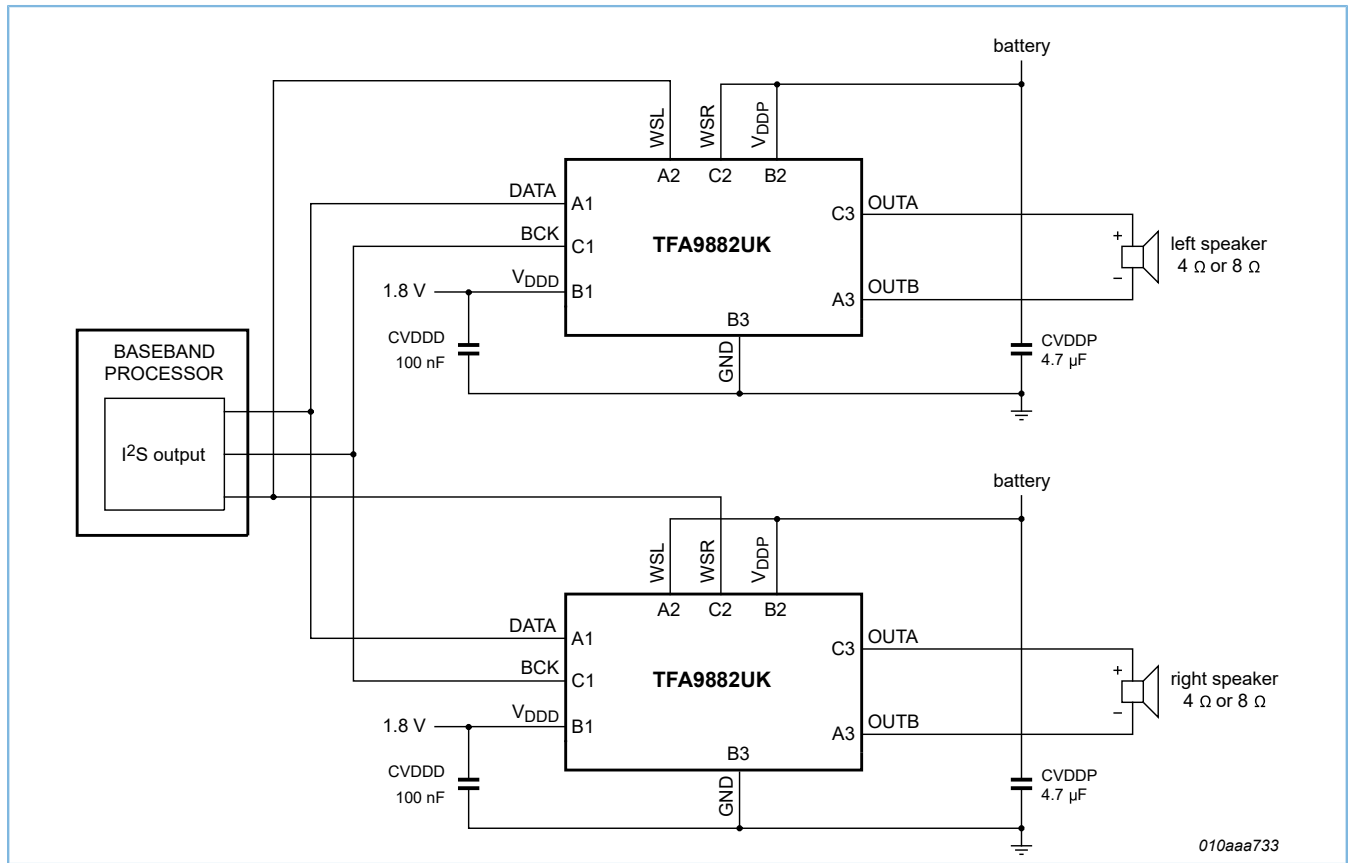 battery
WSL
WSR
VDDP
A2
C2
B2
DATA
A1
C3
OUTA
BCK
C1
TFA9882UK
+
left speaker
4 Ω or 8 Ω
−
1.8 V
VDDD
B1
A3
OUTB
B3
GND
CVDDD
100 nF
CVDDP
4.7 µF
BASEBAND
PROCESSOR
I2S output
battery
WSL
WSR
VDDP
A2
C2
B2
DATA
A1
C3
OUTA
BCK
C1
TFA9882UK
+
right speaker
4 Ω or 8 Ω
−
1.8 V
VDDD
B1
A3
OUTB
B3
GND
CVDDD
100 nF
CVDDP
4.7 µF
010aaa733